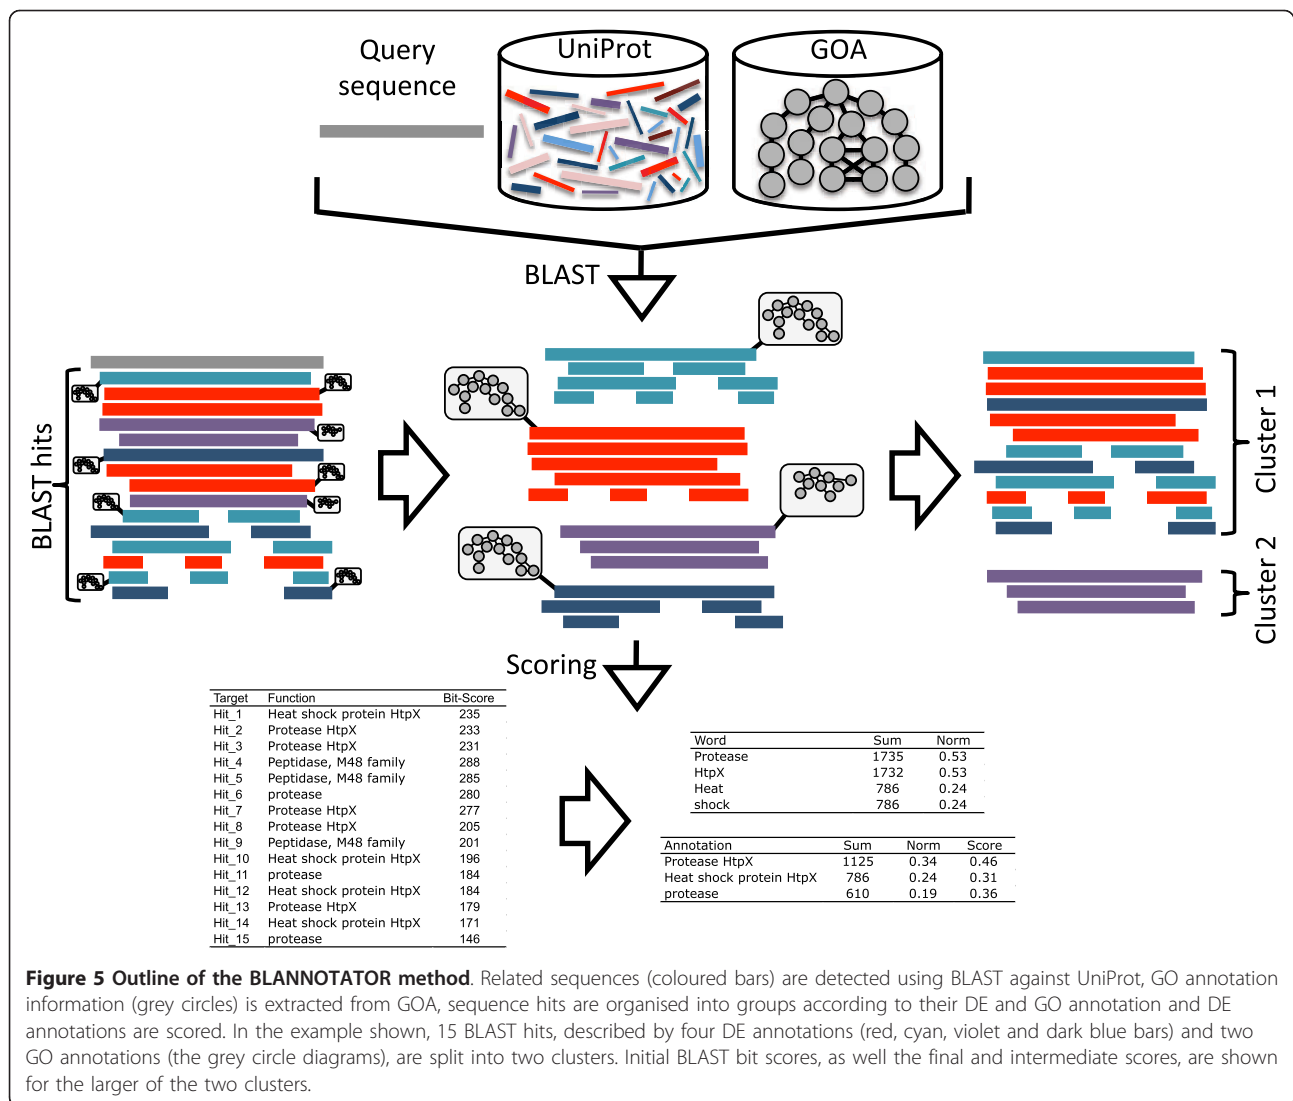 Query
sequence
UniProt
GOA
BLAST
BLAST hits
Cluster 1
Cluster 2
Scoring
Target Function Bit-Score
Hit_1 Heat shock protein HtpX 235
Hit_2 Protease HtpX 233
Hit_3 Protease HtpX 231
Hit_4 Peptidase, M48 family 288
Hit_5 Peptidase, M48 family 285
Hit_6 protease 280
Hit_7 Protease HtpX 277
Hit_8 Protease HtpX 205
Hit_9 Peptidase, M48 family 201
Hit_10 Heat shock protein HtpX 196
Hit_11 protease 184
Hit_12 Heat shock protein HtpX 184
Hit_13 Protease HtpX 179
Hit_14 Heat shock protein HtpX 171
Hit_15 protease 146
Word Sum Norm
Protease 1735 0.53
HtpX 1732 0.53
Heat 786 0.24
shock 786 0.24
Annotation Sum Norm Score
Protease HtpX 1125 0.34 0.46
Heat shock protein HtpX 786 0.24 0.31
protease 610 0.19 0.36
Figure 5 Outline of the BLANNOTATOR method. Related sequences (coloured bars) are detected using BLAST against UniProt, GO annotation
information (grey circles) is extracted from GOA, sequence hits are organised into groups according to their DE and GO annotation and DE
annotations are scored. In the example shown, 15 BLAST hits, described by four DE annotations (red, cyan, violet and dark blue bars) and two
GO annotations (the grey circle diagrams), are split into two clusters. Initial BLAST bit scores, as well the final and intermediate scores, are shown
for the larger of the two clusters.